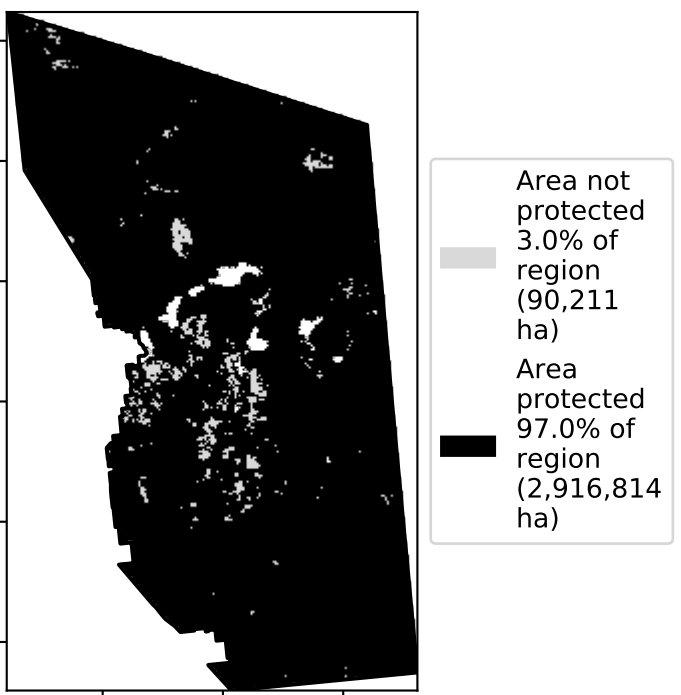 Area not
protected
3.0% of
region
(90,211
ha)
Area
protected
97.0% of
region
(2,916,814
ha)